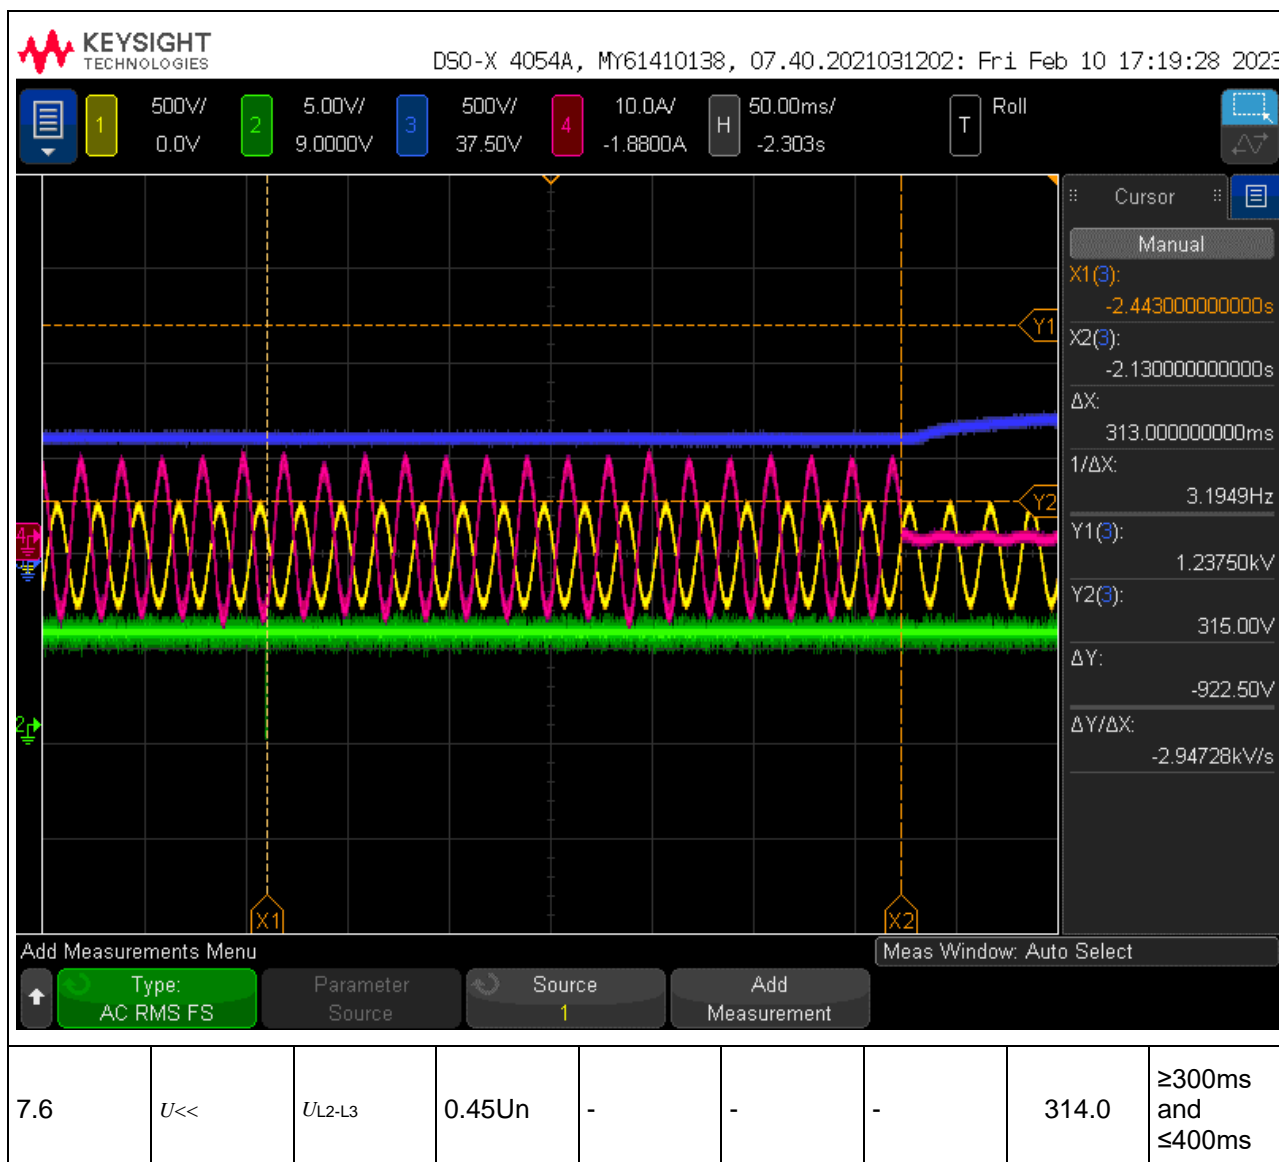 KEYSIGHT
TECHNOLOGIES
DSO-X 4054A, MY61410138, 07.40.2021031202: Fri Feb 10 17:19:28 2023
1 500V/ 2 5.00V/ 3 500V/ 4 10.0A/ H 50.00ms/ T Roll
0.0V 9.0000V 37.50V -1.8800A -2.303s
Cursor
Manual
X1(3):
-2.443000000000s
X2(3):
-2.130000000000s
ΔX:
313.000000000ms
1/ΔX:
3.1949Hz
Y1(3):
1.23750kV
Y2(3):
315.00V
ΔY:
-922.50V
ΔY/ΔX:
-2.94728kV/s
Y1
Y2
4
2
X1 X2
Add Measurements Menu Meas Window: Auto Select
Type: Parameter Source Add
AC RMS FS Source 1 Measurement
7.6 U<< UL2-L3 0.45Un - - - 314.0 ≥300ms
and
≤400ms